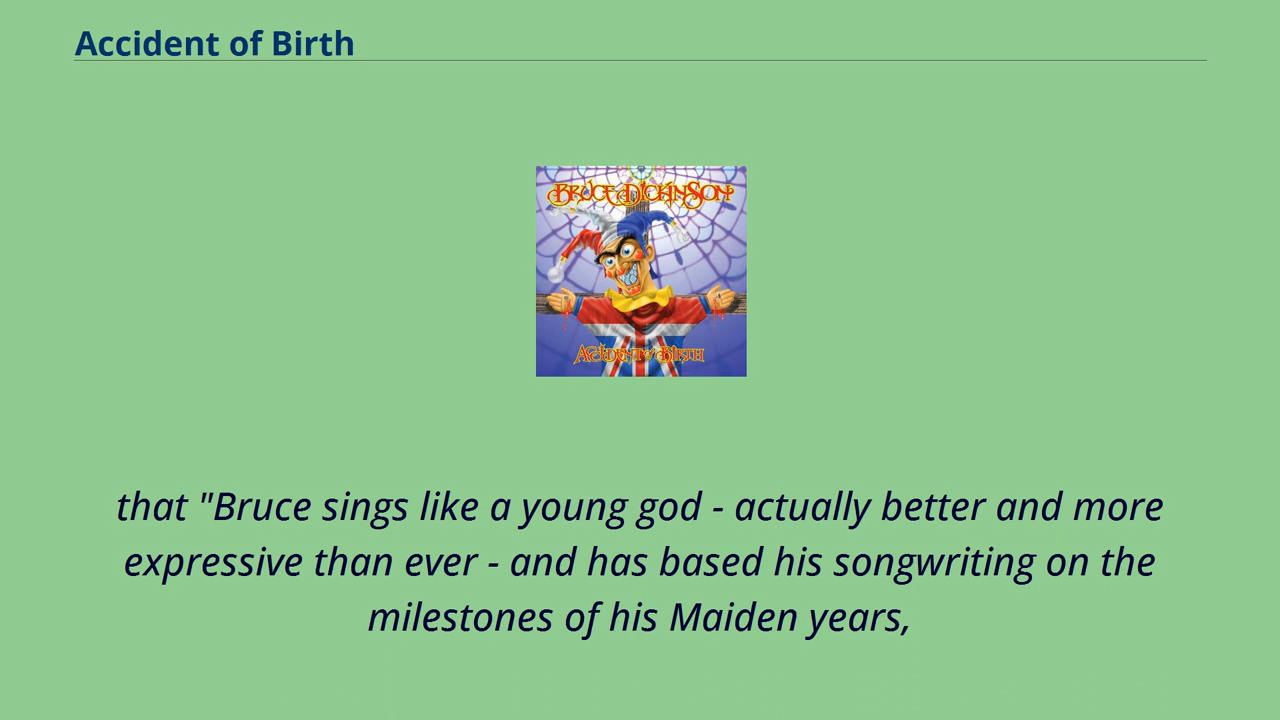 Accident of Birth
BRUCE DICKINSON
ACCIDENT OF BIRTH
that "Bruce sings like a young god - actually better and more
expressive than ever - and has based his songwriting on the
milestones of his Maiden years,